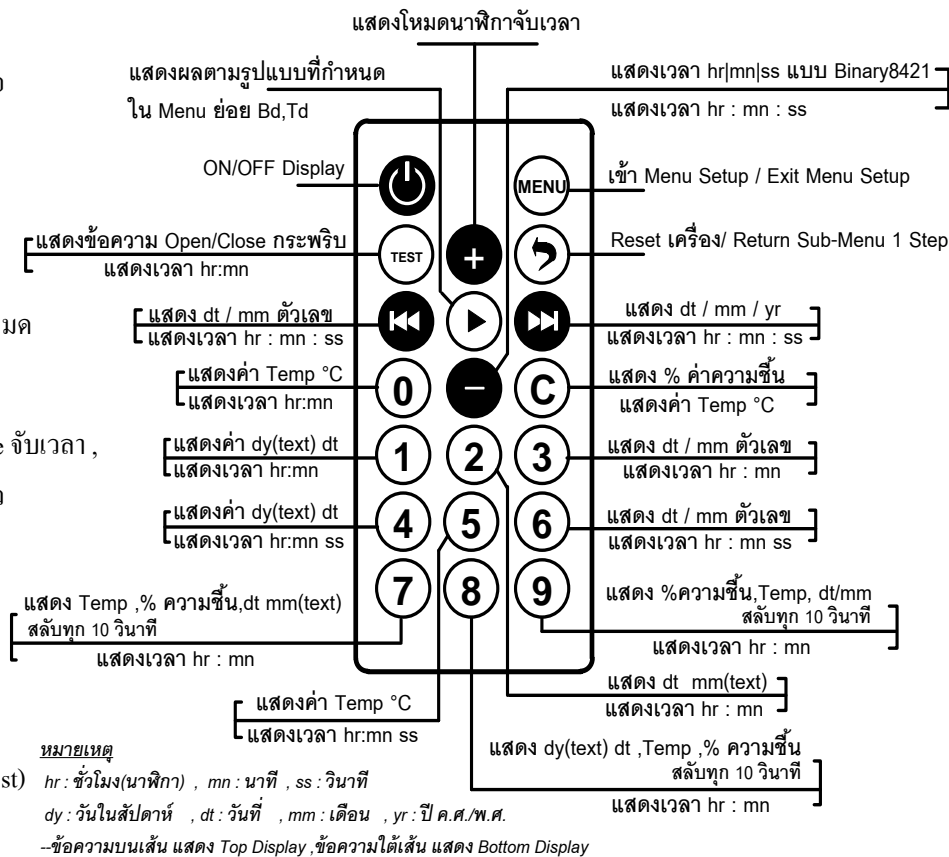 แสดงโหมดนาฬิกาจับเวลา
แสดงผลตามรูปแบบที่กำหนด
ใน Menu ย่อย Bd,Td
แสดงเวลา hr|mn|ss แบบ Binary8421
แสดงเวลา hr : mn : ss
ON/OFF Display
MENU
เข้า Menu Setup / Exit Menu Setup
แสดงข้อความ Open/Close กระพริบ
แสดงเวลา hr:mn
TEST
+
Reset เครื่อง/ Return Sub-Menu 1 Step
มด
แสดง dt / mm ตัวเลข
แสดงเวลา hr : mn : ss
แสดง dt / mm / yr
แสดงเวลา hr : mn : ss
แสดงค่า Temp °C
แสดงเวลา hr:mn
0
−
C
แสดง % ค่าความชื้น
แสดงค่า Temp °C
e จับเวลา ,
แสดงค่า dy(text) dt
แสดงเวลา hr:mn
1
2
3
แสดง dt / mm ตัวเลข
แสดงเวลา hr : mn
แสดงค่า dy(text) dt
แสดงเวลา hr:mn ss
4
5
6
แสดง dt / mm ตัวเลข
แสดงเวลา hr : mn ss
แสดง Temp ,% ความชื้น,dt mm(text)
สลับทุก 10 วินาที
แสดงเวลา hr : mn
7
8
9
แสดง %ความชื้น,Temp, dt/mm
สลับทุก 10 วินาที
แสดงเวลา hr : mn
แสดงค่า Temp °C
แสดงเวลา hr:mn ss
แสดง dt mm(text)
แสดงเวลา hr : mn
แสดง dy(text) dt ,Temp ,% ความชื้น
สลับทุก 10 วินาที
แสดงเวลา hr : mn
หมายเหตุ
st) hr : ชั่วโมง(นาฬิกา) , mn : นาที , ss : วินาที
dy : วันในสัปดาห์ , dt : วันที่ , mm : เดือน , yr : ปี ค.ศ./พ.ศ.
--ข้อความบนเส้น แสดง Top Display ,ข้อความใต้เส้น แสดง Bottom Display